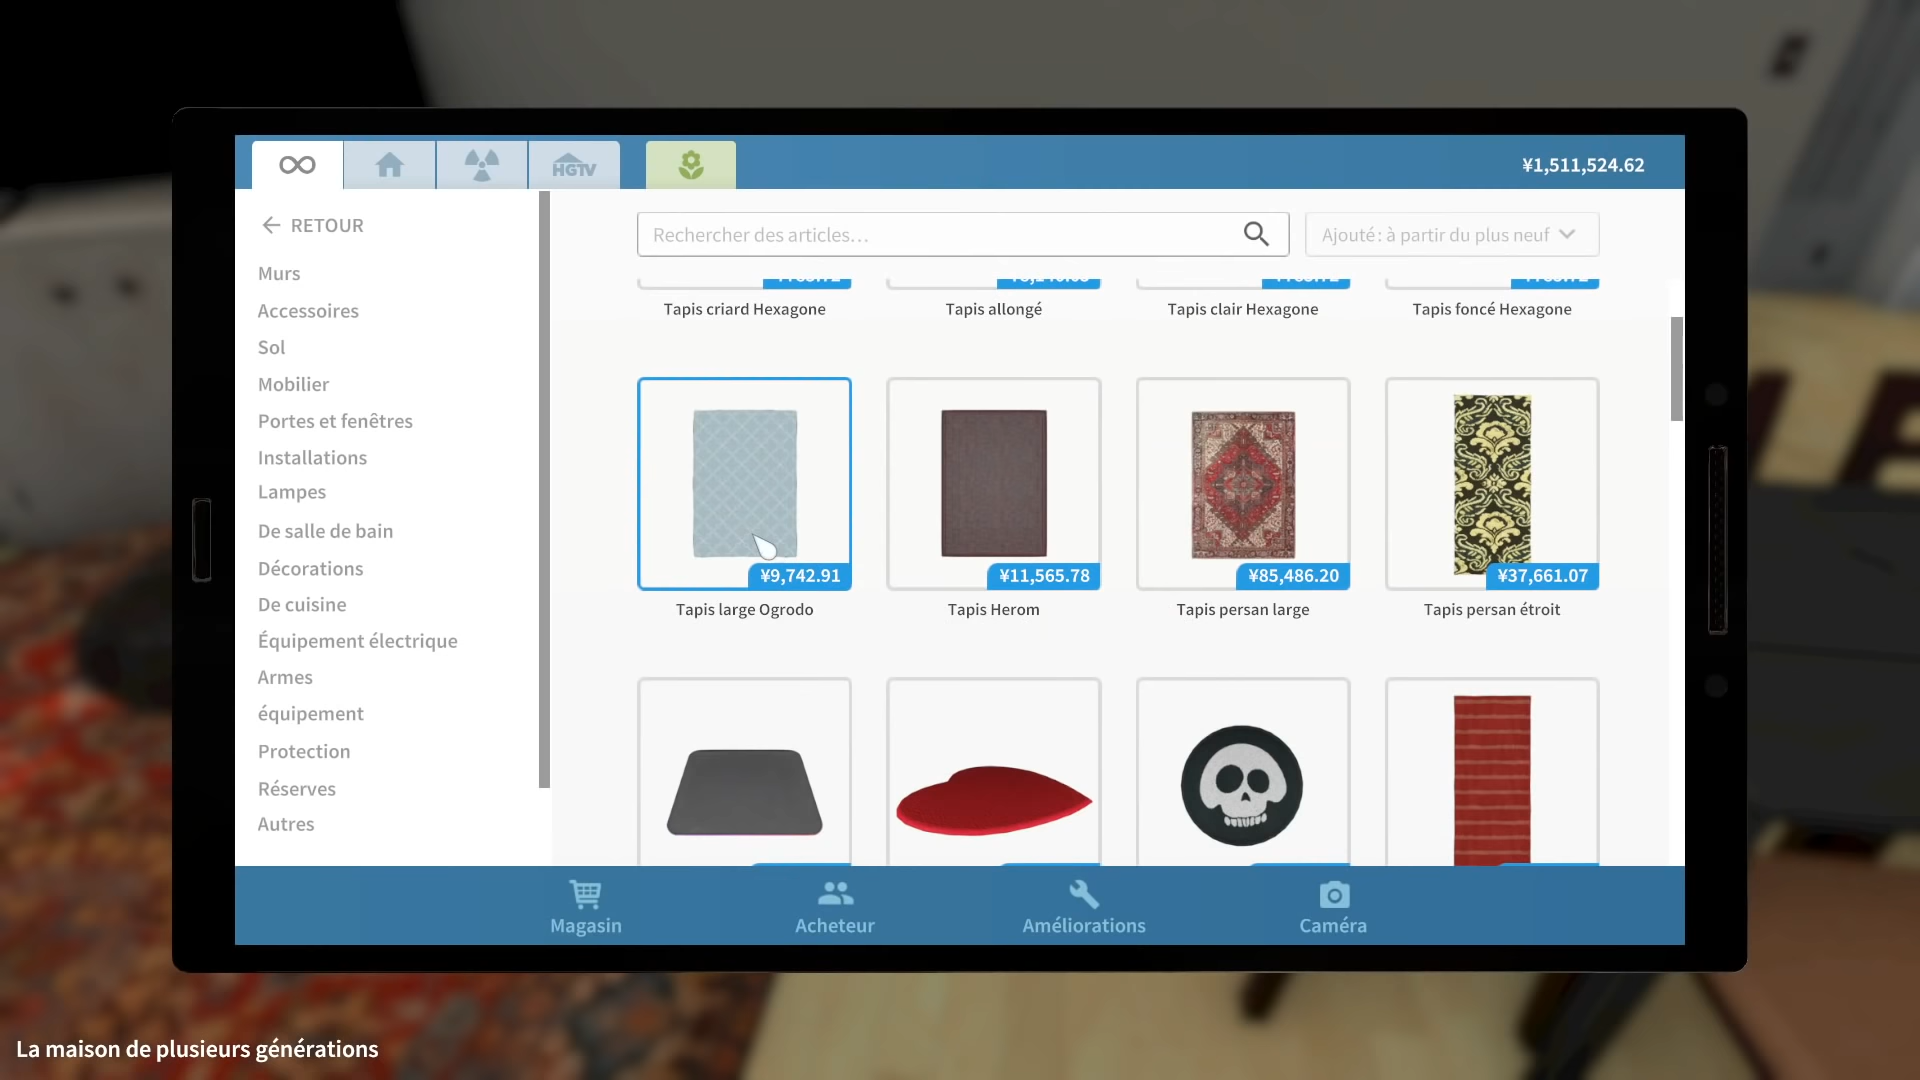 HGTV
¥1,511,524.62
RETOUR
Rechercher des articles...
Ajouté : à partir du plus neuf
Murs
Accessoires
Sol
Mobilier
Portes et fenêtres
Installations
Lampes
De salle de bain
Décorations
De cuisine
Équipement électrique
Armes
équipement
Protection
Réserves
Autres
Tapis criard Hexagone
Tapis allongé
Tapis clair Hexagone
Tapis foncé Hexagone
¥9,742.91
¥11,565.78
¥85,486.20
¥37,661.07
Tapis large Ogrodo
Tapis Herom
Tapis persan large
Tapis persan étroit
Magasin
Acheteur
Améliorations
Caméra
La maison de plusieurs générations